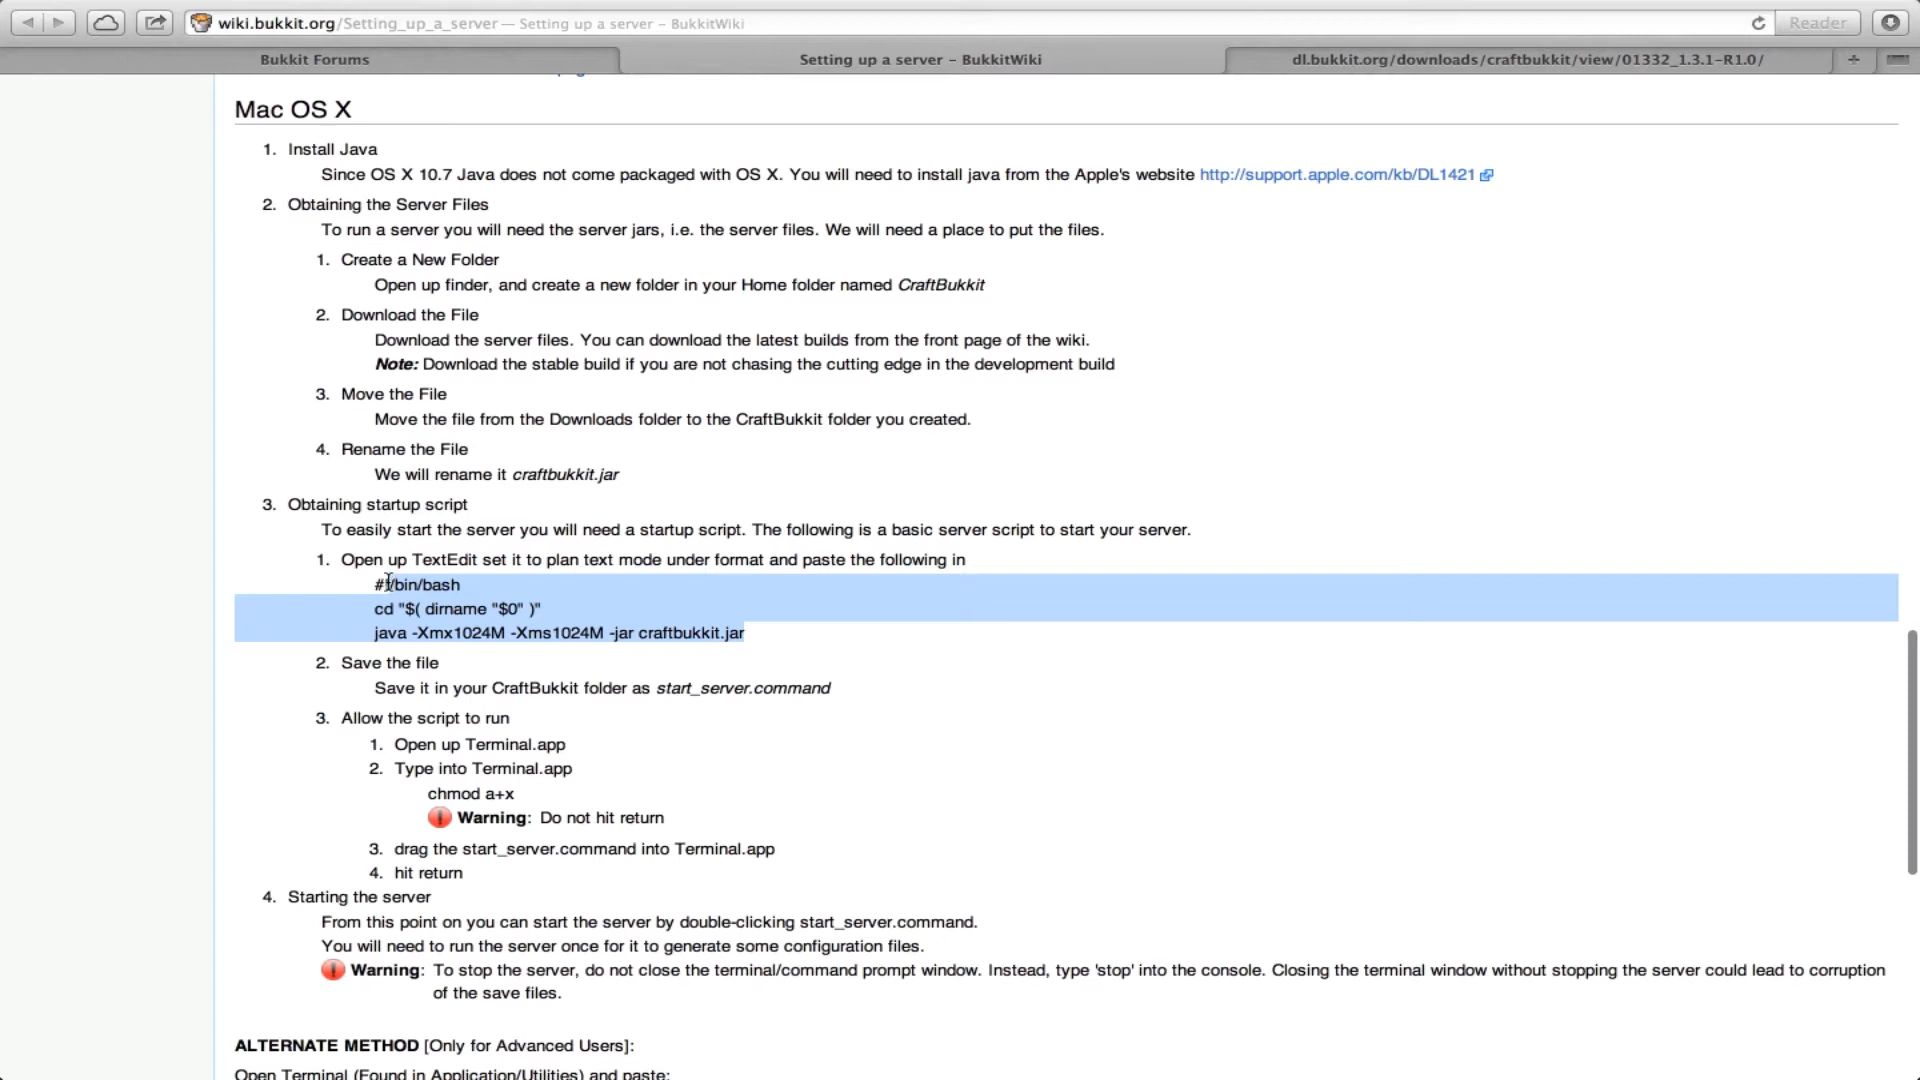 wiki.bukkit.org/Setting_up_a_server — Setting up a server – BukkitWiki
Reader
Bukkit Forums
Setting up a server – BukkitWiki
dl.bukkit.org/downloads/craftbukkit/view/01332_1.3.1-R1.0/
Mac OS X
1. Install Java
Since OS X 10.7 Java does not come packaged with OS X. You will need to install java from the Apple's website http://support.apple.com/kb/DL1421
2. Obtaining the Server Files
To run a server you will need the server jars, i.e. the server files. We will need a place to put the files.
1. Create a New Folder
Open up finder, and create a new folder in your Home folder named CraftBukkit
2. Download the File
Download the server files. You can download the latest builds from the front page of the wiki.
Note: Download the stable build if you are not chasing the cutting edge in the development build
3. Move the File
Move the file from the Downloads folder to the CraftBukkit folder you created.
4. Rename the File
We will rename it craftbukkit.jar
3. Obtaining startup script
To easily start the server you will need a startup script. The following is a basic server script to start your server.
1. Open up TextEdit set it to plan text mode under format and paste the following in
#!/bin/bash
cd "$( dirname "$0" )"
java -Xmx1024M -Xms1024M -jar craftbukkit.jar
2. Save the file
Save it in your CraftBukkit folder as start_server.command
3. Allow the script to run
1. Open up Terminal.app
2. Type into Terminal.app
chmod a+x
Warning: Do not hit return
3. drag the start_server.command into Terminal.app
4. hit return
4. Starting the server
From this point on you can start the server by double-clicking start_server.command.
You will need to run the server once for it to generate some configuration files.
Warning: To stop the server, do not close the terminal/command prompt window. Instead, type 'stop' into the console. Closing the terminal window without stopping the server could lead to corruption
of the save files.
ALTERNATE METHOD [Only for Advanced Users]:
Open Terminal (Found in Application/Utilities) and paste: